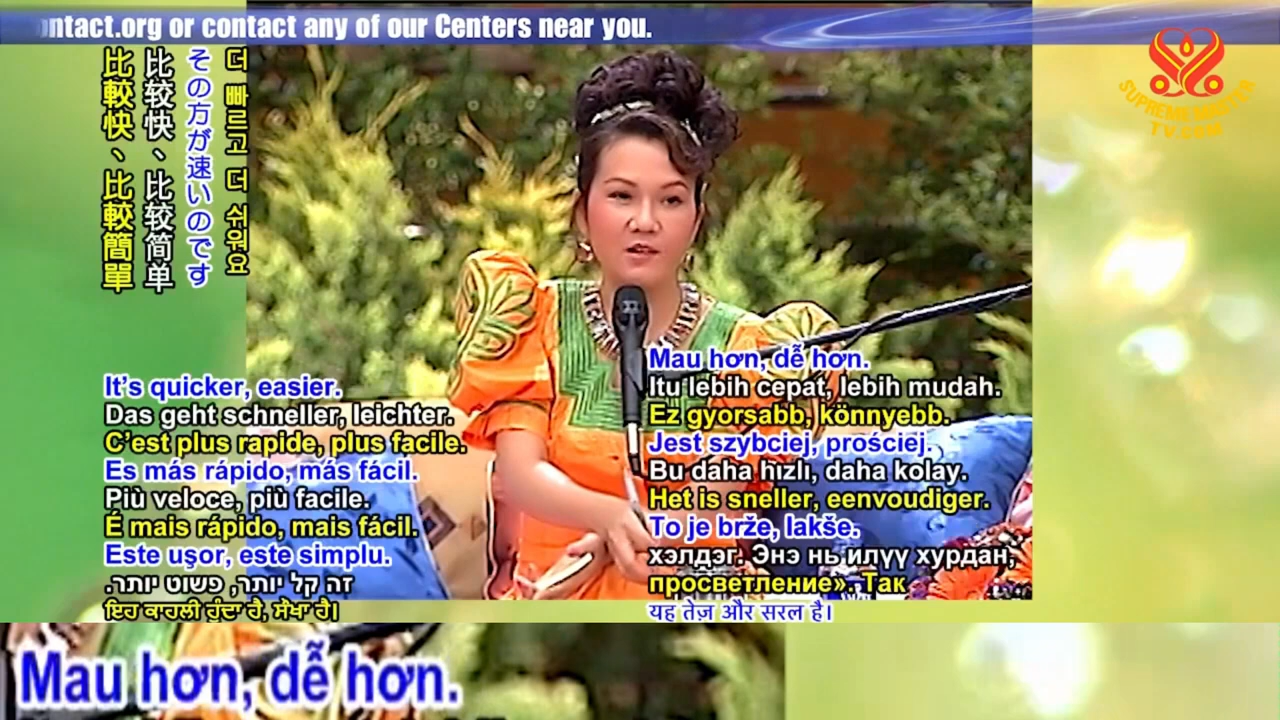 ontact.org or contact any of our Centers near you.
SUPREME MASTER
TV.COM
더 빠르고 더 쉬워요
その方が速いのです
比较快、比较简单
比較快、比較簡單
It's quicker, easier.
Das geht schneller, leichter.
C'est plus rapide, plus facile.
Es más rápido, más fácil.
Più veloce, più facile.
É mais rápido, mais fácil.
Este uşor, este simplu.
זה קל יותר, פשוט יותר.
ਇਹ ਕਾਹਲੀ ਹੁੰਦਾ ਹੈ, ਸੌਖਾ ਹੈ।
Mau hơn, dễ hơn.
Itu lebih cepat, lebih mudah.
Ez gyorsabb, könnyebb.
Jest szybciej, prościej.
Bu daha hızlı, daha kolay.
Het is sneller, eenvoudiger.
To je brže, lakše.
хэлдэг. Энэ нь илүү хурдан,
просветление». Так
यह तेज़ और सरल है।
Mau hơn, dễ hơn.